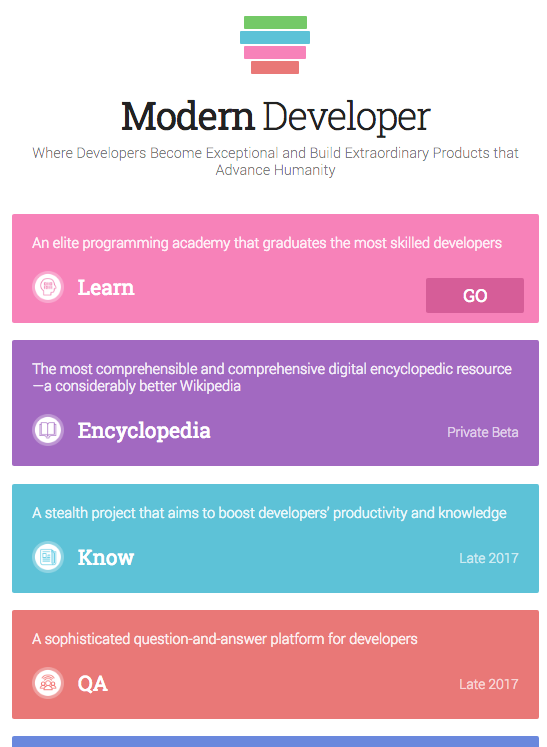 Modern Developer
Where Developers Become Exceptional and Build Extraordinary Products that
Advance Humanity
An elite programming academy that graduates the most skilled developers
Learn
GO
The most comprehensible and comprehensive digital encyclopedic resource
—a considerably better Wikipedia
Encyclopedia
Private Beta
A stealth project that aims to boost developers' productivity and knowledge
Know
Late 2017
A sophisticated question-and-answer platform for developers
QA
Late 2017